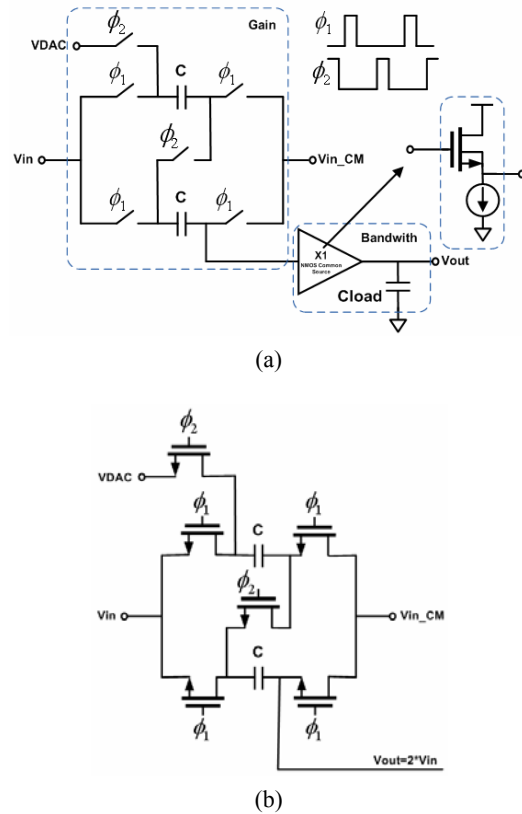 ϕ₂
Gain
VDAC
C
ϕ₁
ϕ₁
ϕ₂
Vin
Vin_CM
ϕ₁
C
ϕ₁
ϕ₁
ϕ₂
Bandwith
X1
NMOS Common
Source
Vout
Cload
(a)
ϕ₂
VDAC
ϕ₁
ϕ₁
C
ϕ₂
Vin
Vin_CM
C
ϕ₁
ϕ₁
Vout=2*Vin
(b)